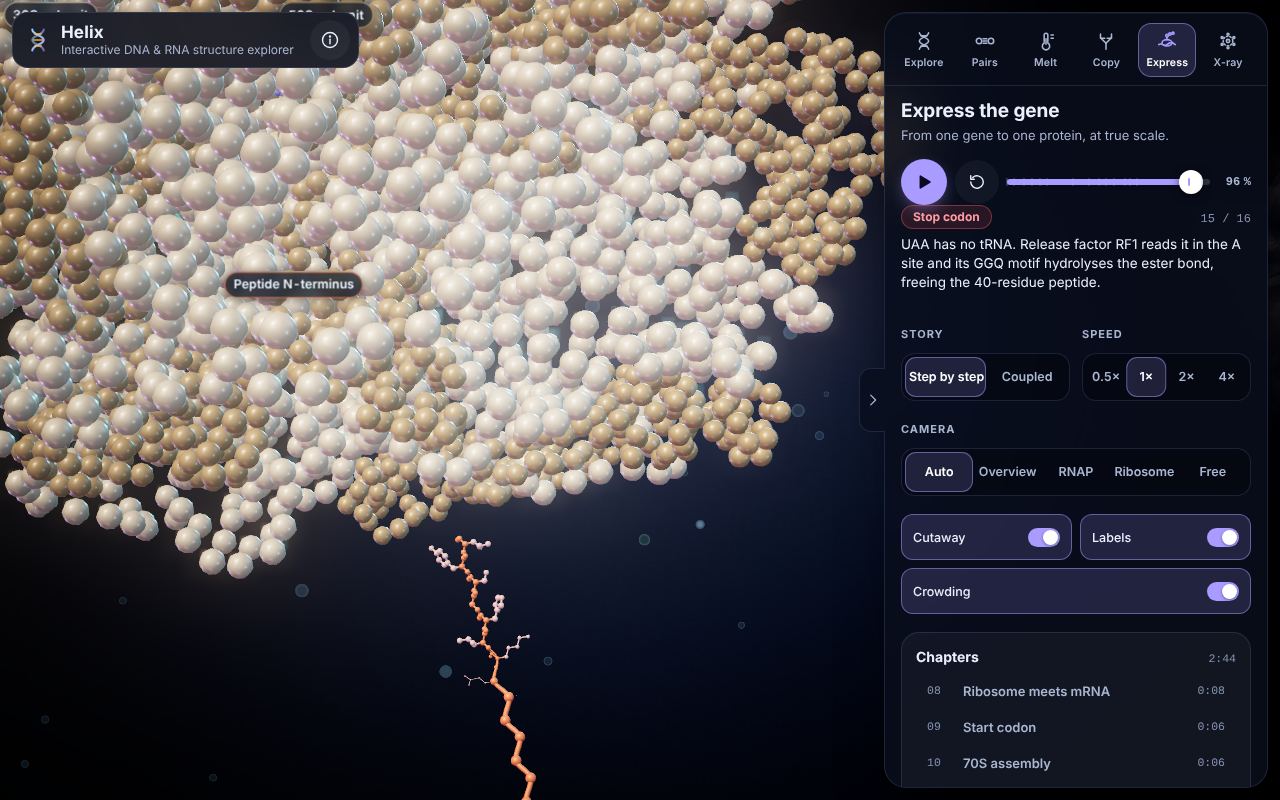 Helix
Interactive DNA & RNA structure explorer
Peptide N-terminus
Explore
Pairs
Melt
Copy
Express
X-ray
Express the gene
From one gene to one protein, at true scale.
96 %
Stop codon
15 / 16
UAA has no tRNA. Release factor RF1 reads it in the A
site and its GGQ motif hydrolyses the ester bond,
freeing the 40-residue peptide.
STORY
SPEED
Step by step
Coupled
0.5×
1×
2×
4×
CAMERA
Auto
Overview
RNAP
Ribosome
Free
Cutaway
Labels
Crowding
Chapters
2:44
08
Ribosome meets mRNA
0:08
09
Start codon
0:06
10
70S assembly
0:06